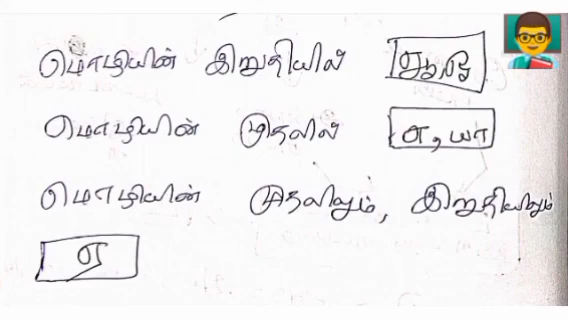 மொழியின் இறுதியில்
மொழியின் முதலில் எ, யா
மொழியின் முதலிலும், இறுதியிலும்
ஏ